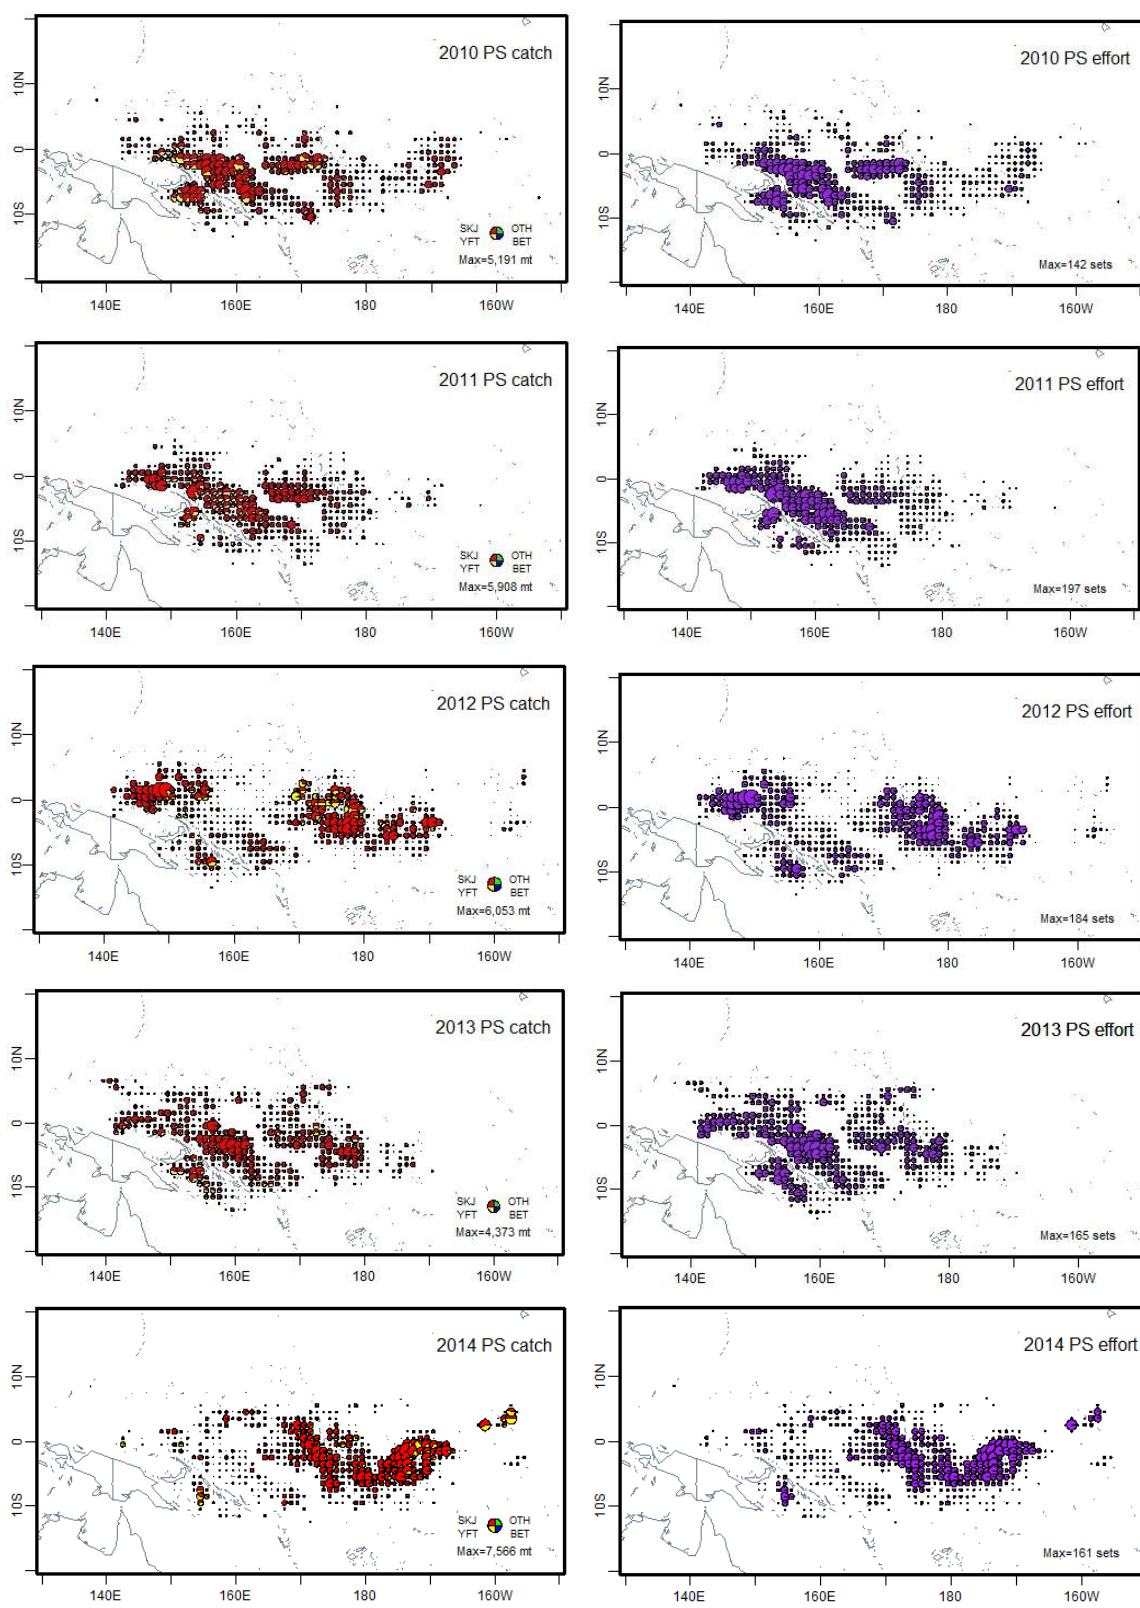 2010 PS catch
10N
0
10S
SKJ OTH
YFT BET
Max=5,191 mt
140E 160E 180 160W
2010 PS effort
10N
0
10S
Max=142 sets
140E 160E 180 160W
2011 PS catch
10N
0
10S
SKJ OTH
YFT BET
Max=5,908 mt
140E 160E 180 160W
2011 PS effort
10N
0
10S
Max=197 sets
140E 160E 180 160W
2012 PS catch
10N
0
10S
SKJ OTH
YFT BET
Max=6,053 mt
140E 160E 180 160W
2012 PS effort
10N
0
10S
Max=184 sets
140E 160E 180 160W
2013 PS catch
10N
0
10S
SKJ OTH
YFT BET
Max=4,373 mt
140E 160E 180 160W
2013 PS effort
10N
0
10S
Max=165 sets
140E 160E 180 160W
2014 PS catch
10N
0
10S
SKJ OTH
YFT BET
Max=7,566 mt
140E 160E 180 160W
2014 PS effort
10N
0
10S
Max=161 sets
140E 160E 180 160W